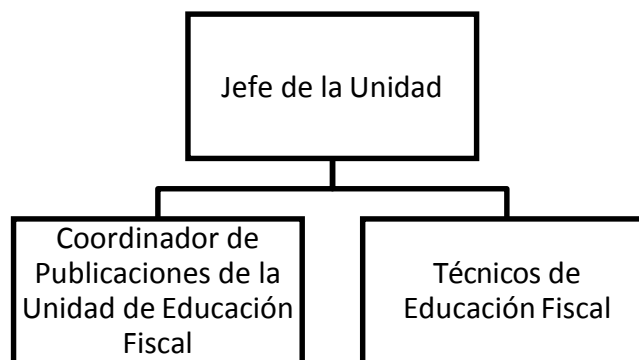 Jefe de la Unidad
Coordinador de
Publicaciones de la
Unidad de Educación
Fiscal
Técnicos de
Educación Fiscal